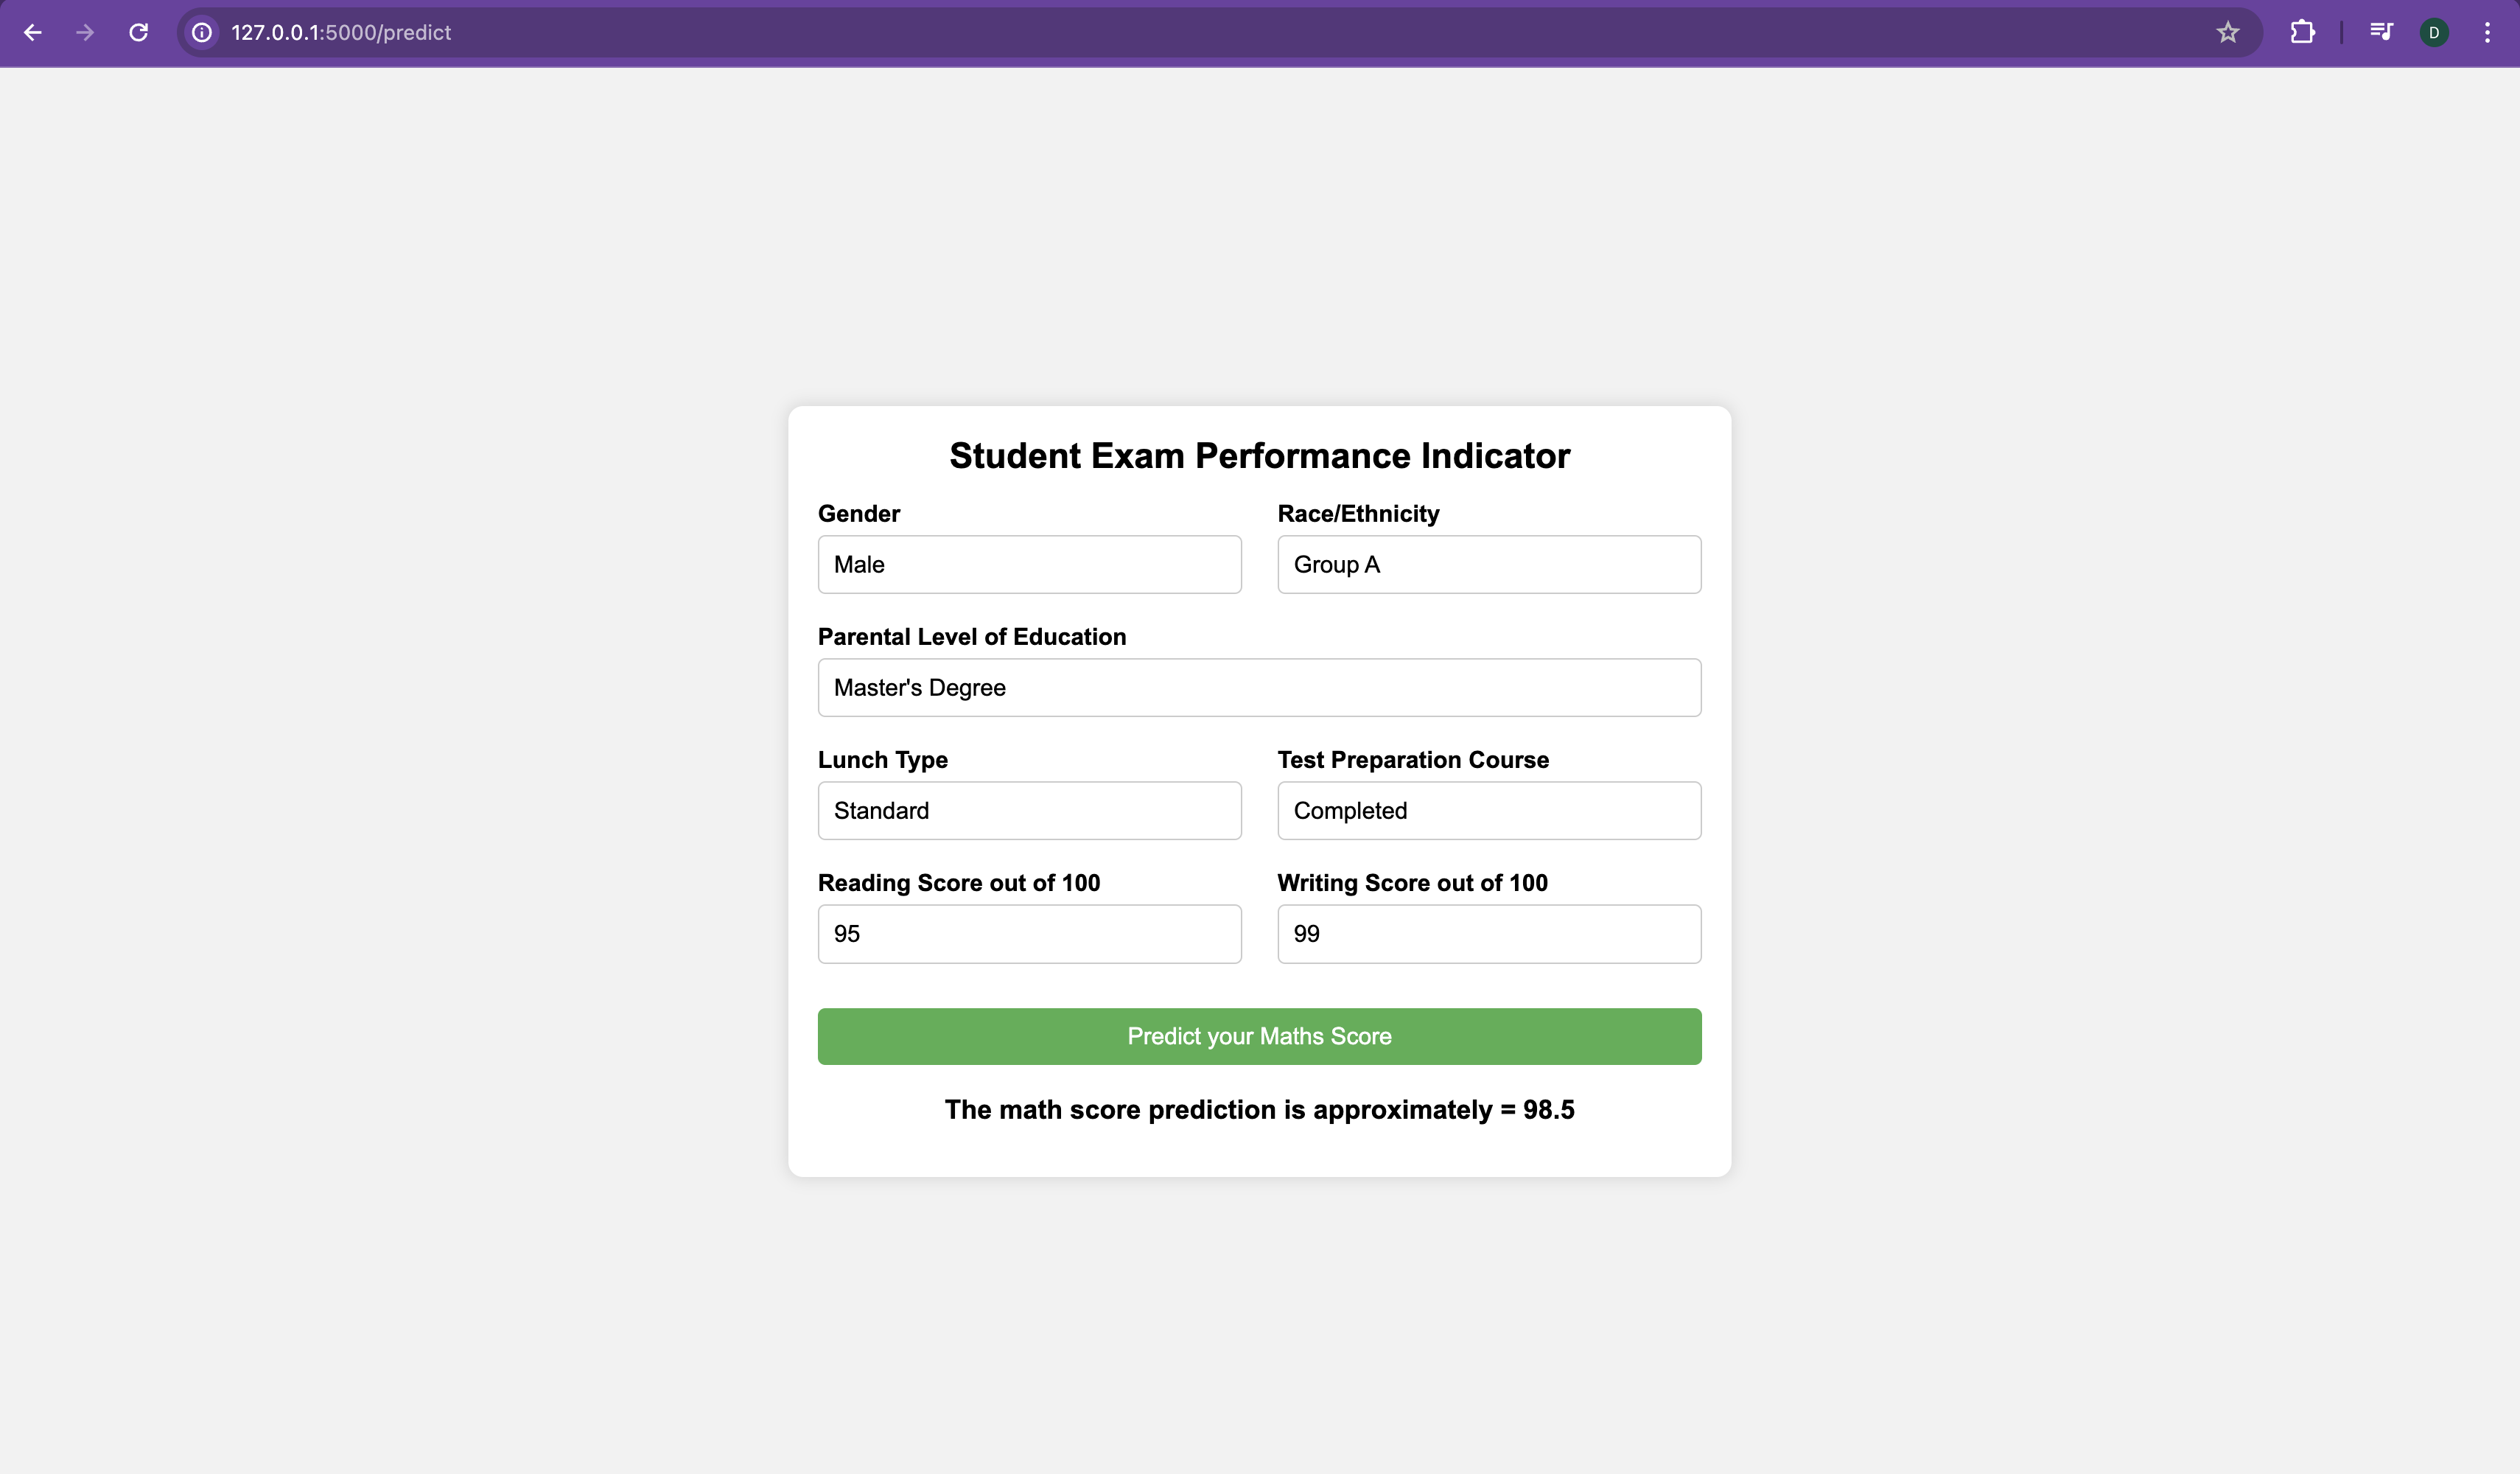 127.0.0.1:5000/predict
D
Student Exam Performance Indicator
Gender
Race/Ethnicity
Male
Group A
Parental Level of Education
Master's Degree
Lunch Type
Test Preparation Course
Standard
Completed
Reading Score out of 100
Writing Score out of 100
95
99
Predict your Maths Score
The math score prediction is approximately = 98.5